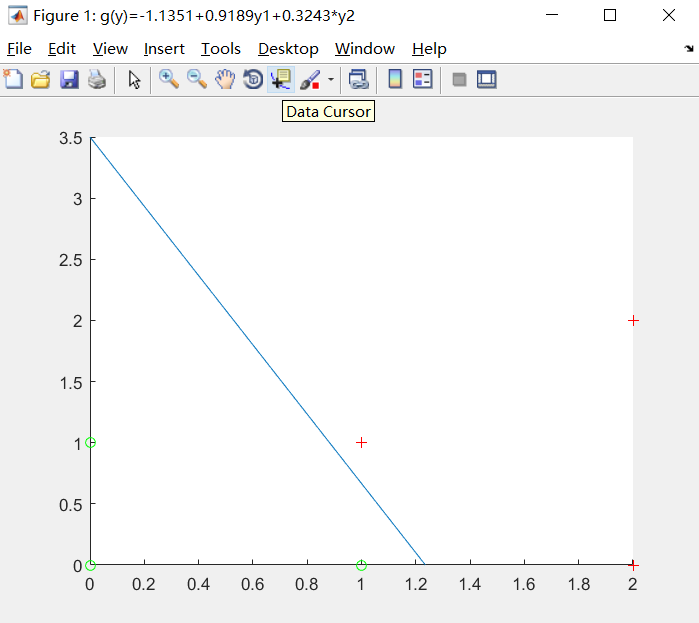 Figure 1: g(y)=-1.1351+0.9189y1+0.3243*y2
File Edit View Insert Tools Desktop Window Help
Data Cursor
3.5
3
2.5
2
1.5
1
0.5
0
0 0.2 0.4 0.6 0.8 1 1.2 1.4 1.6 1.8 2